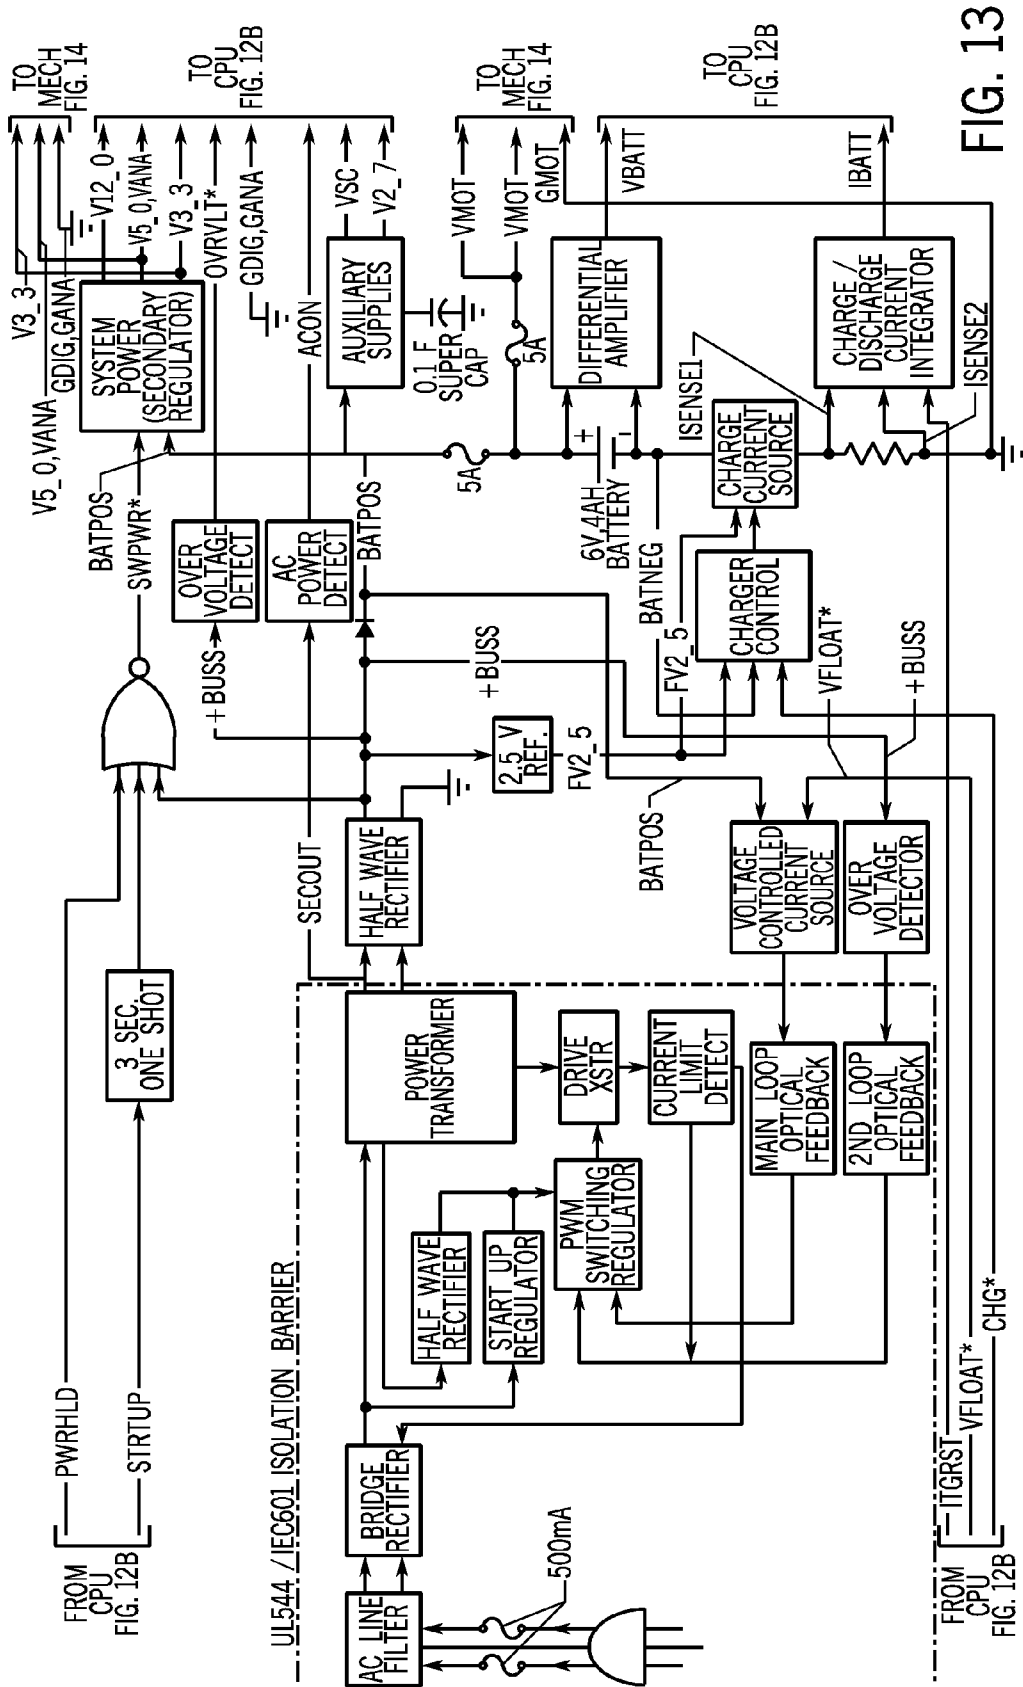 FROM
CPU
FIG. 12B
PWRHLD
STRTUP
3 SEC.
ONE SHOT
SWPWR*
BATPOS
V5_0,VANA
V3_3
GDIG,GANA
SYSTEM
POWER
(SECONDARY
REGULATOR)
TO
MECH
FIG. 14
V12_0
V5_0,VANA
V3_3
OVRVLT*
GDIG,GANA
TO
CPU
FIG. 12B
OVER
VOLTAGE
DETECT
+BUSS
ACON
AC
POWER
DETECT
SECOUT
AUXILIARY
SUPPLIES
VSC
V2_7
0.1 F
SUPER
CAP
UL544 / IEC601 ISOLATION BARRIER
AC LINE
FILTER
500mA
BRIDGE
RECTIFIER
POWER
TRANSFORMER
HALF WAVE
RECTIFIER
BATPOS
+BUSS
2.5 V
REF.
FV2_5
5A
5A
VMOT
VMOT
GMOT
TO
MECH
FIG. 14
HALF WAVE
RECTIFIER
START UP
REGULATOR
PWM
SWITCHING
REGULATOR
DRIVE
XSTR
CURRENT
LIMIT
DETECT
MAIN LOOP
OPTICAL
FEEDBACK
2ND LOOP
OPTICAL
FEEDBACK
VOLTAGE
CONTROLLED
CURRENT
SOURCE
OVER
VOLTAGE
DETECTOR
BATPOS
VFLOAT*
+BUSS
FV2_5
BATNEG
CHARGER
CONTROL
CHARGE
CURRENT
SOURCE
6V,4AH
BATTERY
+
-
DIFFERENTIAL
AMPLIFIER
VBATT
ISENSE1
CHARGE /
DISCHARGE
CURRENT
INTEGRATOR
ISENSE2
IBATT
TO
CPU
FIG. 12B
FROM
CPU
FIG. 12B
ITGRST
VFLOAT*
CHG*
FIG. 13